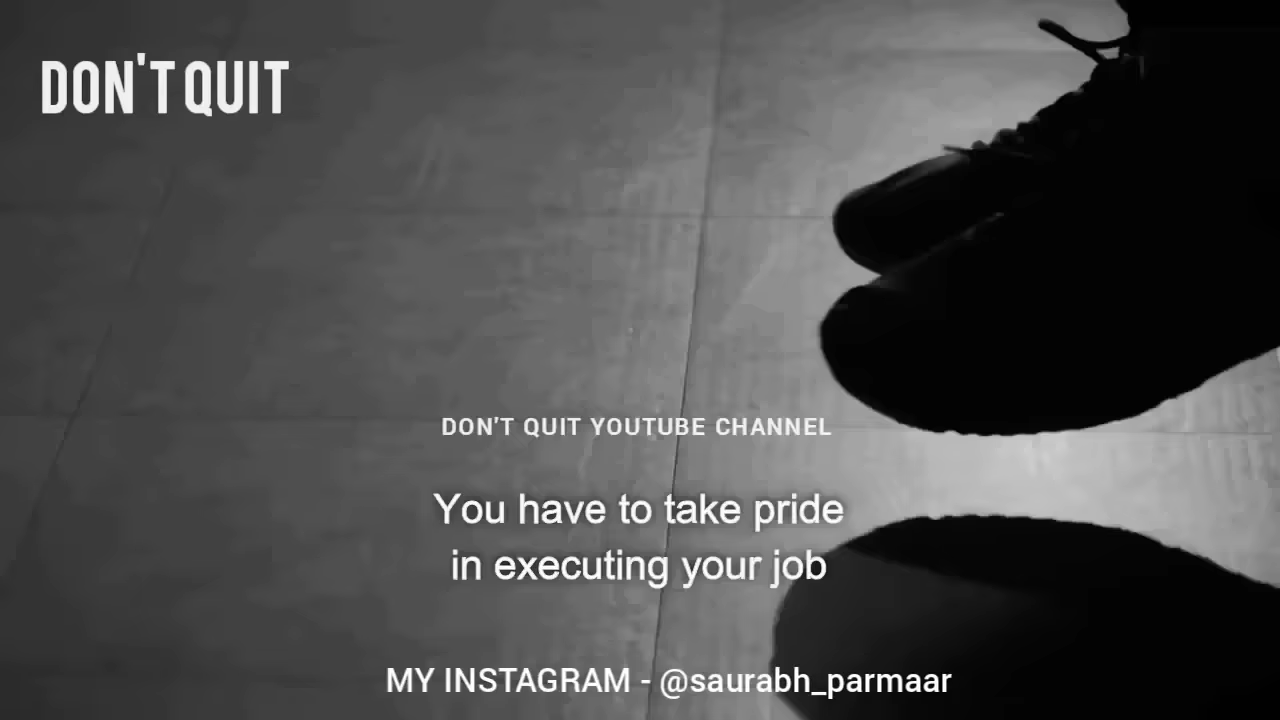 DON'T QUIT
DON'T QUIT YOUTUBE CHANNEL
You have to take pride
in executing your job
MY INSTAGRAM - @saurabh_parmaar